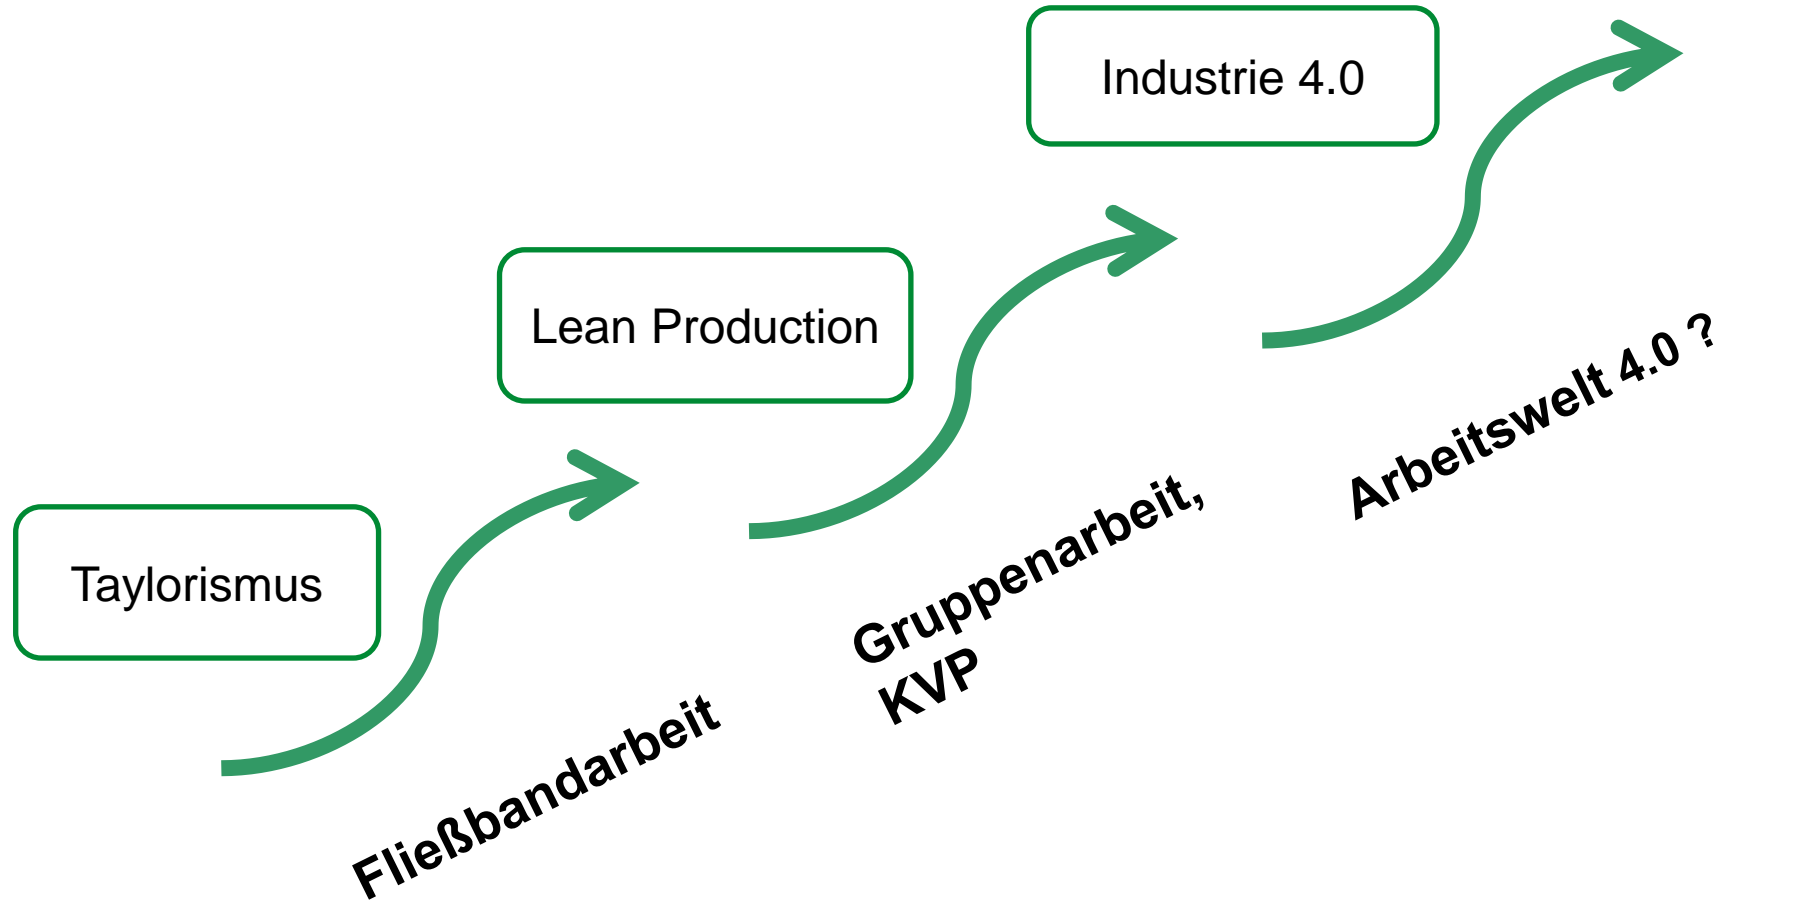 Industrie 4.0
Lean Production
Taylorismus
Arbeitswelt 4.0 ?
Gruppenarbeit,
KVP
Fließbandarbeit